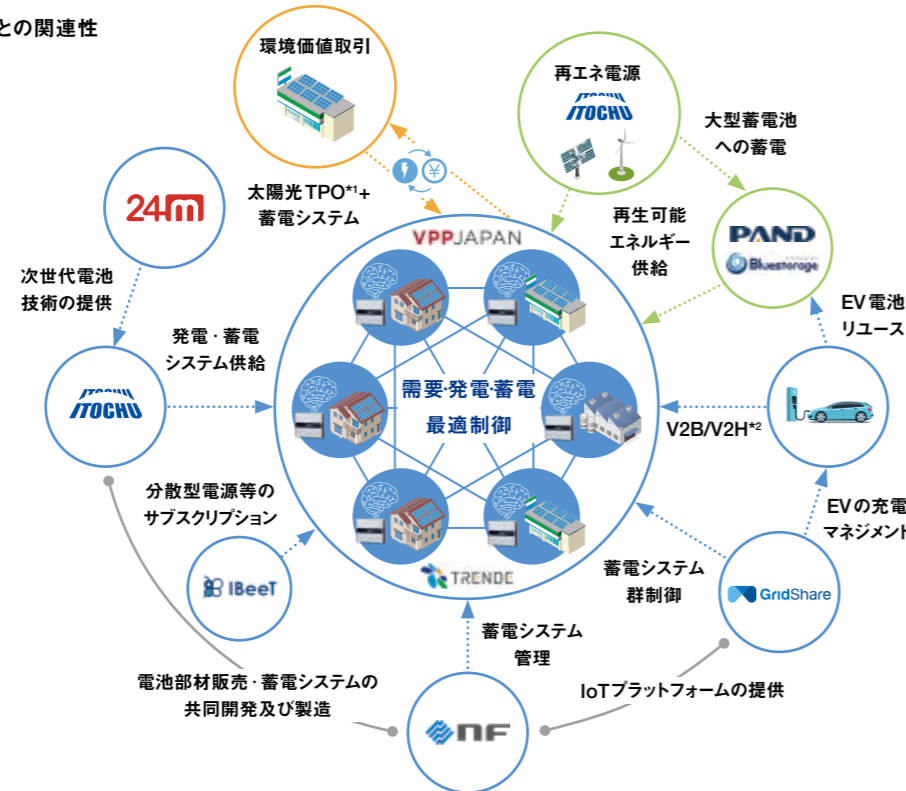 との関連性
環境価値取引
再エネ電源
ITOCHU
大型蓄電池
への蓄電
24m
太陽光TPO*1+
蓄電システム
VPPJAPAN
再生可能
エネルギー
供給
PAND
Bluestorage
次世代電池
技術の提供
EV電池
リユース
発電・蓄電
システム供給
ITOCHU
需要・発電・蓄電
最適制御
V2B/V2H*2
分散型電源等の
サブスクリプション
EVの充電
マネジメント
IBeeT
TRENDE
蓄電システム
群制御
GridShare
蓄電システム
管理
電池部材販売・蓄電システムの
共同開発及び製造
IoTプラットフォームの提供
nF